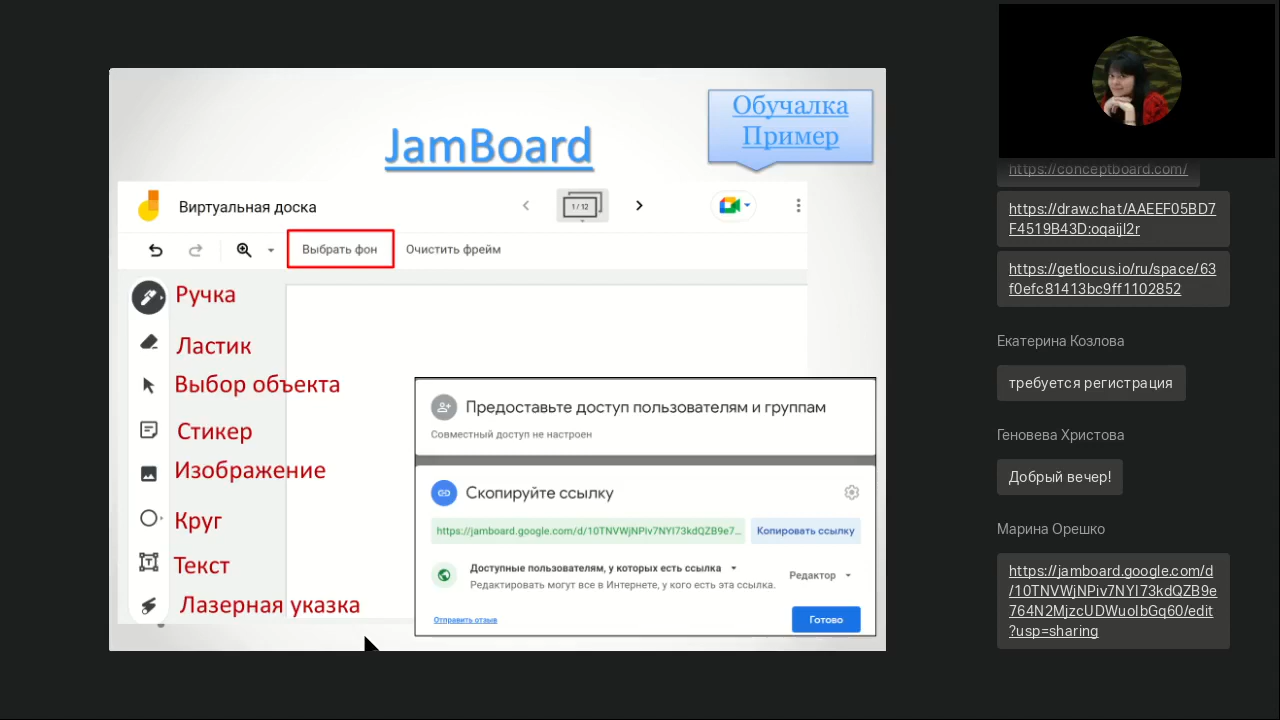 Обучалка
Пример
JamBoard
Виртуальная доска
1 / 12
Выбрать фон
Очистить фрейм
Ручка
Ластик
Выбор объекта
Стикер
Изображение
Круг
Текст
Лазерная указка
Предоставьте доступ пользователям и группам
Совместный доступ не настроен
Скопируйте ссылку
https://jamboard.google.com/d/10TNVWjNPiv7NYI73kdQZB9e7...
Копировать ссылку
Доступные пользователям, у которых есть ссылка
Редактировать могут все в Интернете, у кого есть эта ссылка.
Редактор
Отправить отзыв
Готово
https://conceptboard.com/
https://draw.chat/AAEEF05BD7
F4519B43D:oqaijl2r
https://getlocus.io/ru/space/63
f0efc81413bc9ff1102852
Екатерина Козлова
требуется регистрация
Геновева Христова
Добрый вечер!
Марина Орешко
https://jamboard.google.com/d
/10TNVWjNPiv7NYI73kdQZB9e
764N2MjzcUDWuoIbGq60/edit
?usp=sharing